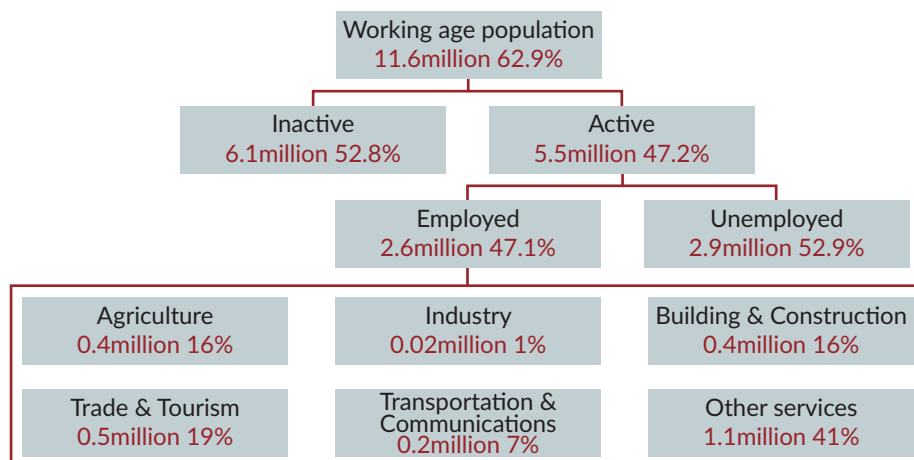 Working age population
11.6million 62.9%
Inactive
6.1million 52.8%
Active
5.5million 47.2%
Employed
2.6million 47.1%
Unemployed
2.9million 52.9%
Agriculture
0.4million 16%
Industry
0.02million 1%
Building & Construction
0.4million 16%
Trade & Tourism
0.5million 19%
Transportation &
Communications
0.2million 7%
Other services
1.1million 41%